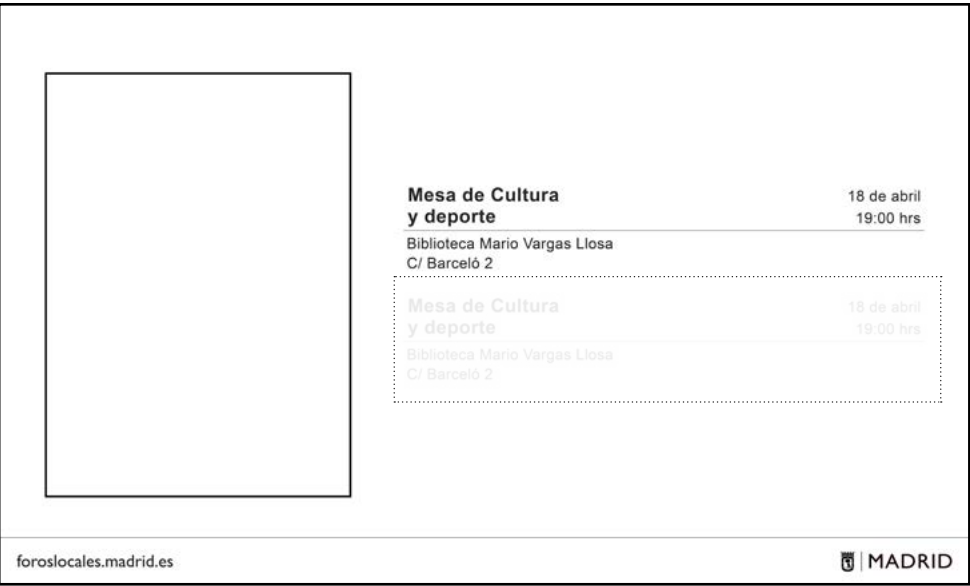 Mesa de Cultura
y deporte
18 de abril
19:00 hrs
Biblioteca Mario Vargas Llosa
C/ Barceló 2
Mesa de Cultura
y deporte
18 de abril
19:00 hrs
Biblioteca Mario Vargas Llosa
C/ Barceló 2
foroslocales.madrid.es
MADRID